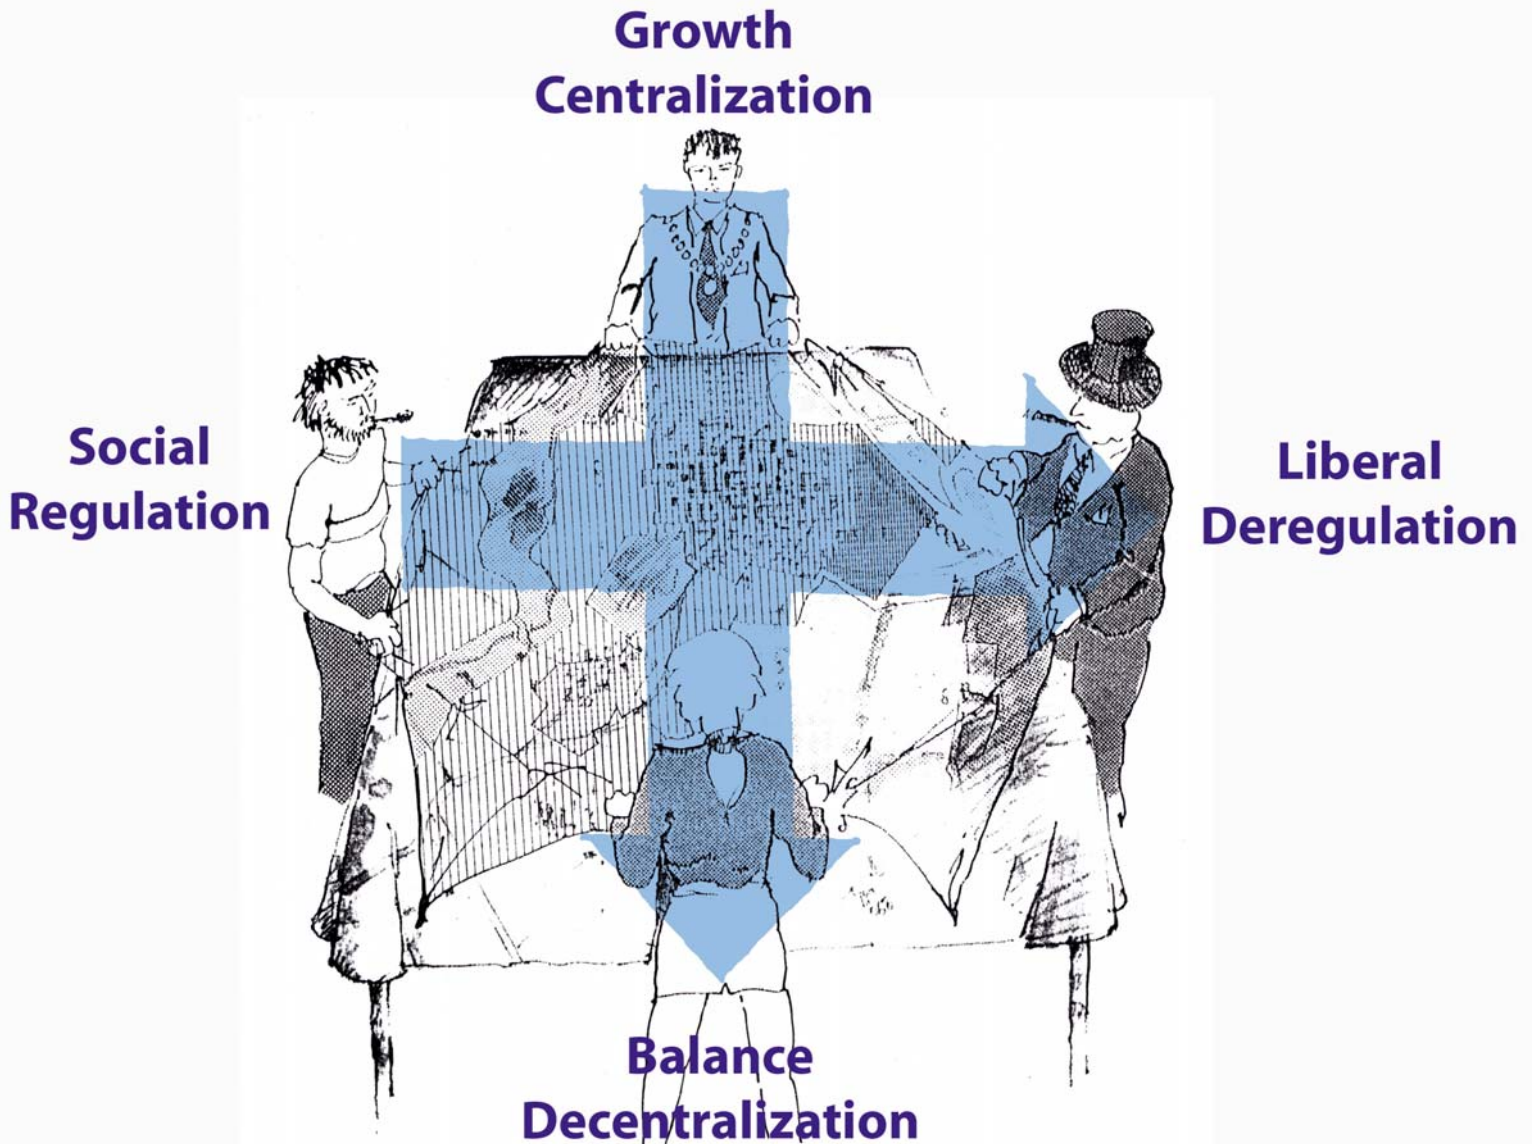 Growth
Centralization
Social
Regulation
Liberal
Deregulation
Balance
Decentralization